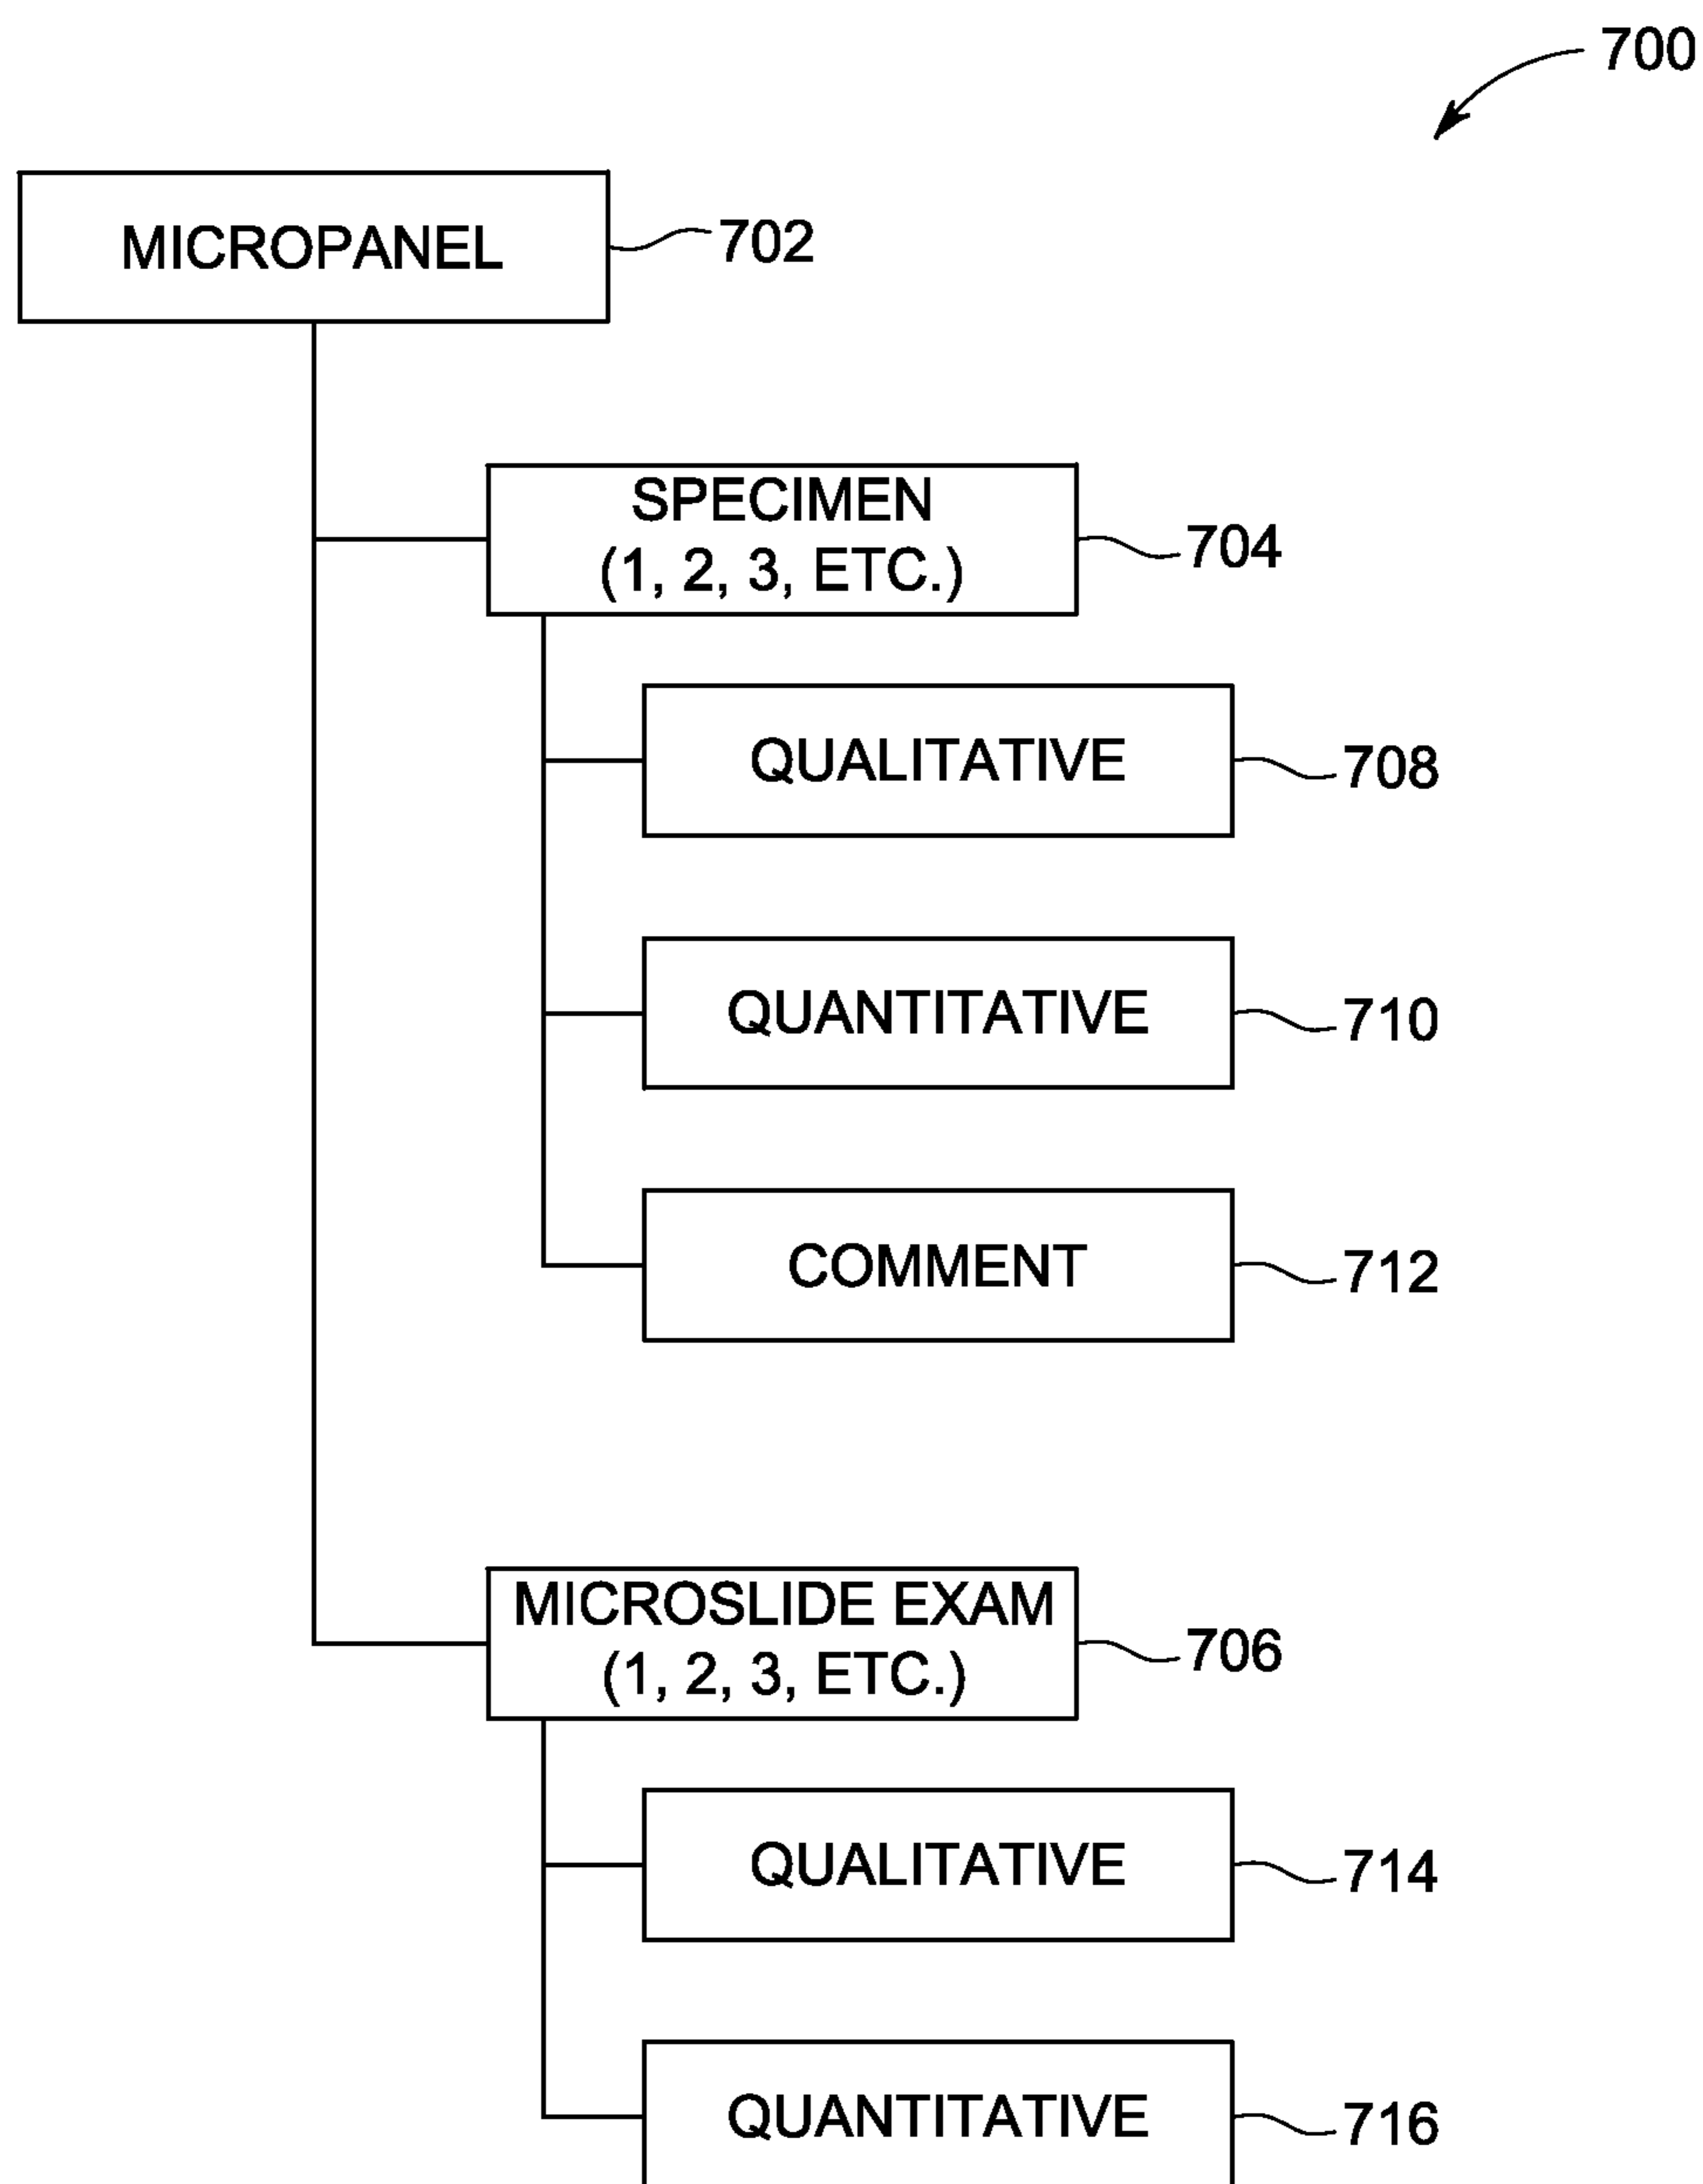 700
MICROPANEL
702
SPECIMEN
(1, 2, 3, ETC.)
704
QUALITATIVE
708
QUANTITATIVE
710
COMMENT
712
MICROSLIDE EXAM
(1, 2, 3, ETC.)
706
QUALITATIVE
714
QUANTITATIVE
716